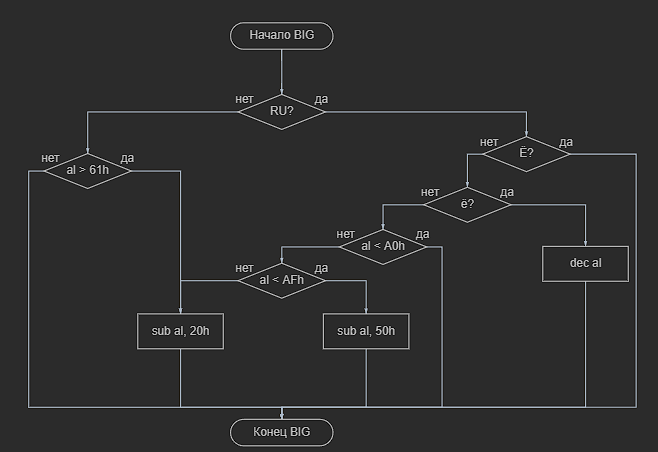 Начало BIG
нет
да
RU?
нет
да
Ё?
нет
да
al > 61h
нет
да
ё?
нет
да
al < A0h
нет
да
al < AFh
dec al
sub al, 20h
sub al, 50h
Конец BIG